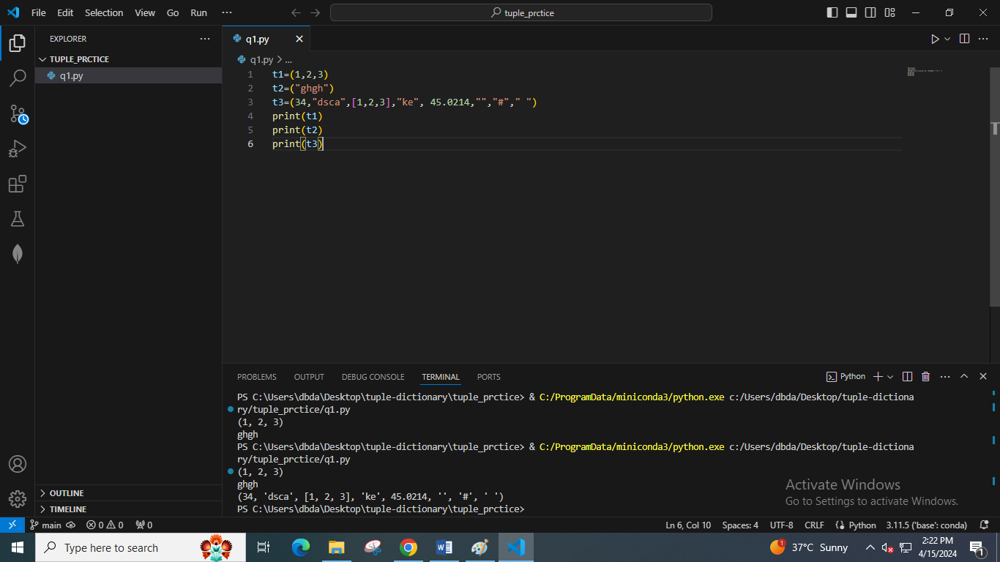 File Edit Selection View Go Run ···
tuple_prctice
EXPLORER ···
TUPLE_PRCTICE
q1.py
q1.py
q1.py > ...
1 t1=(1,2,3)
2 t2=("ghgh")
3 t3=(34,"dsca",[1,2,3],"ke", 45.0214,"","#"," ")
4 print(t1)
5 print(t2)
6 print(t3)
PROBLEMS OUTPUT DEBUG CONSOLE TERMINAL PORTS
Python
PS C:\Users\dbda\Desktop\tuple-dictionary\tuple_prctice> & C:/ProgramData/miniconda3/python.exe c:/Users/dbda/Desktop/tuple-dictiona
ry/tuple_prctice/q1.py
(1, 2, 3)
ghgh
PS C:\Users\dbda\Desktop\tuple-dictionary\tuple_prctice> & C:/ProgramData/miniconda3/python.exe c:/Users/dbda/Desktop/tuple-dictiona
ry/tuple_prctice/q1.py
(1, 2, 3)
ghgh
(34, 'dsca', [1, 2, 3], 'ke', 45.0214, '', '#', ' ')
PS C:\Users\dbda\Desktop\tuple-dictionary\tuple_prctice>
Activate Windows
Go to Settings to activate Windows.
OUTLINE
TIMELINE
main 0 0 0 Ln 6, Col 10 Spaces: 4 UTF-8 CRLF Python 3.11.5 ('base': conda)
Type here to search
37°C Sunny
2:22 PM
4/15/2024
1
1